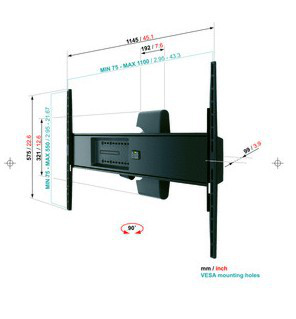 1145 / 45.1
192 / 7.6
MIN 75 - MAX 1100 / 2.95 - 43.3
575 / 22.6
MIN 75 - MAX 550 / 2.95 - 21.67
321 / 12.6
99 / 3.9
90°
mm / inch
VESA mounting holes